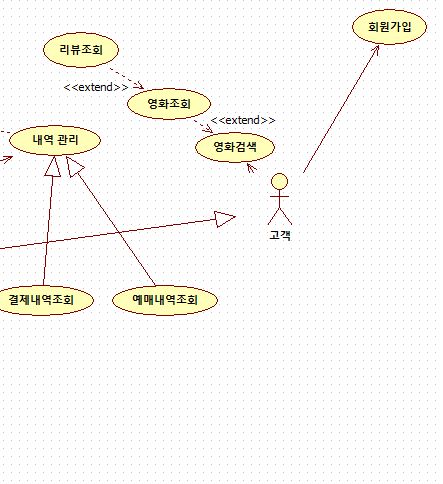 회원가입
리뷰조회
<<extend>>
영화조회
<<extend>>
내역 관리
영화검색
고객
결제내역조회
예매내역조회